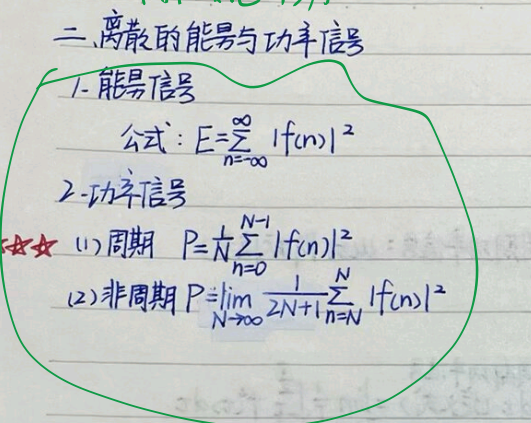 二、离散的能量与功率信号
1. 能量信号
公式: E=∑_{n=-∞}^{∞} |f(n)|²
2. 功率信号
☆☆ (1) 周期 P=1/N ∑_{n=0}^{N-1} |f(n)|²
(2) 非周期 P=lim_{N→∞} 1/(2N+1) ∑_{n=N}^{N} |f(n)|²